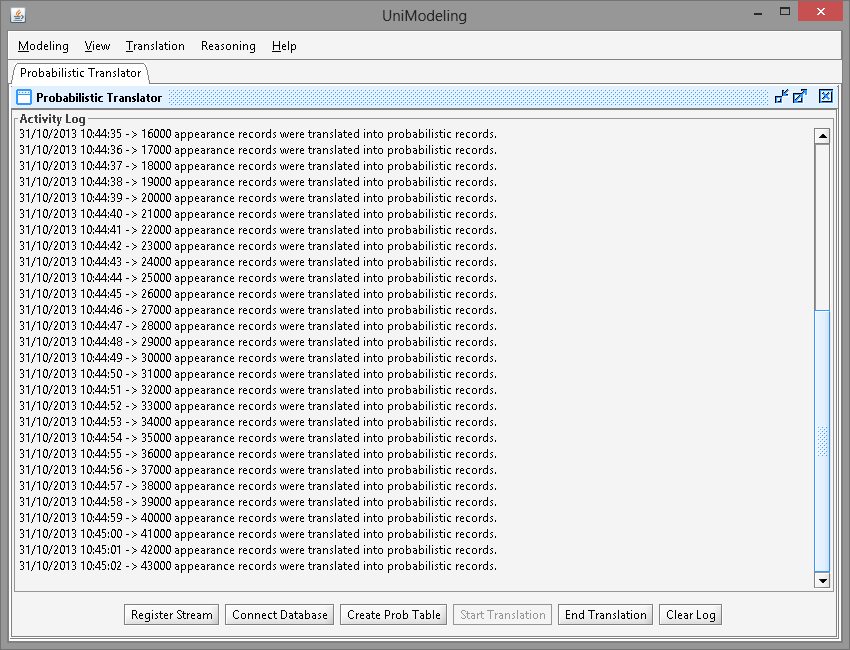 UniModeling
Modeling View Translation Reasoning Help
Probabilistic Translator
Probabilistic Translator
Activity Log
31/10/2013 10:44:35 -> 16000 appearance records were translated into probabilistic records.
31/10/2013 10:44:36 -> 17000 appearance records were translated into probabilistic records.
31/10/2013 10:44:37 -> 18000 appearance records were translated into probabilistic records.
31/10/2013 10:44:38 -> 19000 appearance records were translated into probabilistic records.
31/10/2013 10:44:39 -> 20000 appearance records were translated into probabilistic records.
31/10/2013 10:44:40 -> 21000 appearance records were translated into probabilistic records.
31/10/2013 10:44:41 -> 22000 appearance records were translated into probabilistic records.
31/10/2013 10:44:42 -> 23000 appearance records were translated into probabilistic records.
31/10/2013 10:44:43 -> 24000 appearance records were translated into probabilistic records.
31/10/2013 10:44:44 -> 25000 appearance records were translated into probabilistic records.
31/10/2013 10:44:45 -> 26000 appearance records were translated into probabilistic records.
31/10/2013 10:44:46 -> 27000 appearance records were translated into probabilistic records.
31/10/2013 10:44:47 -> 28000 appearance records were translated into probabilistic records.
31/10/2013 10:44:48 -> 29000 appearance records were translated into probabilistic records.
31/10/2013 10:44:49 -> 30000 appearance records were translated into probabilistic records.
31/10/2013 10:44:50 -> 31000 appearance records were translated into probabilistic records.
31/10/2013 10:44:51 -> 32000 appearance records were translated into probabilistic records.
31/10/2013 10:44:52 -> 33000 appearance records were translated into probabilistic records.
31/10/2013 10:44:53 -> 34000 appearance records were translated into probabilistic records.
31/10/2013 10:44:54 -> 35000 appearance records were translated into probabilistic records.
31/10/2013 10:44:55 -> 36000 appearance records were translated into probabilistic records.
31/10/2013 10:44:56 -> 37000 appearance records were translated into probabilistic records.
31/10/2013 10:44:57 -> 38000 appearance records were translated into probabilistic records.
31/10/2013 10:44:58 -> 39000 appearance records were translated into probabilistic records.
31/10/2013 10:44:59 -> 40000 appearance records were translated into probabilistic records.
31/10/2013 10:45:00 -> 41000 appearance records were translated into probabilistic records.
31/10/2013 10:45:01 -> 42000 appearance records were translated into probabilistic records.
31/10/2013 10:45:02 -> 43000 appearance records were translated into probabilistic records.
Register Stream Connect Database Create Prob Table Start Translation End Translation Clear Log